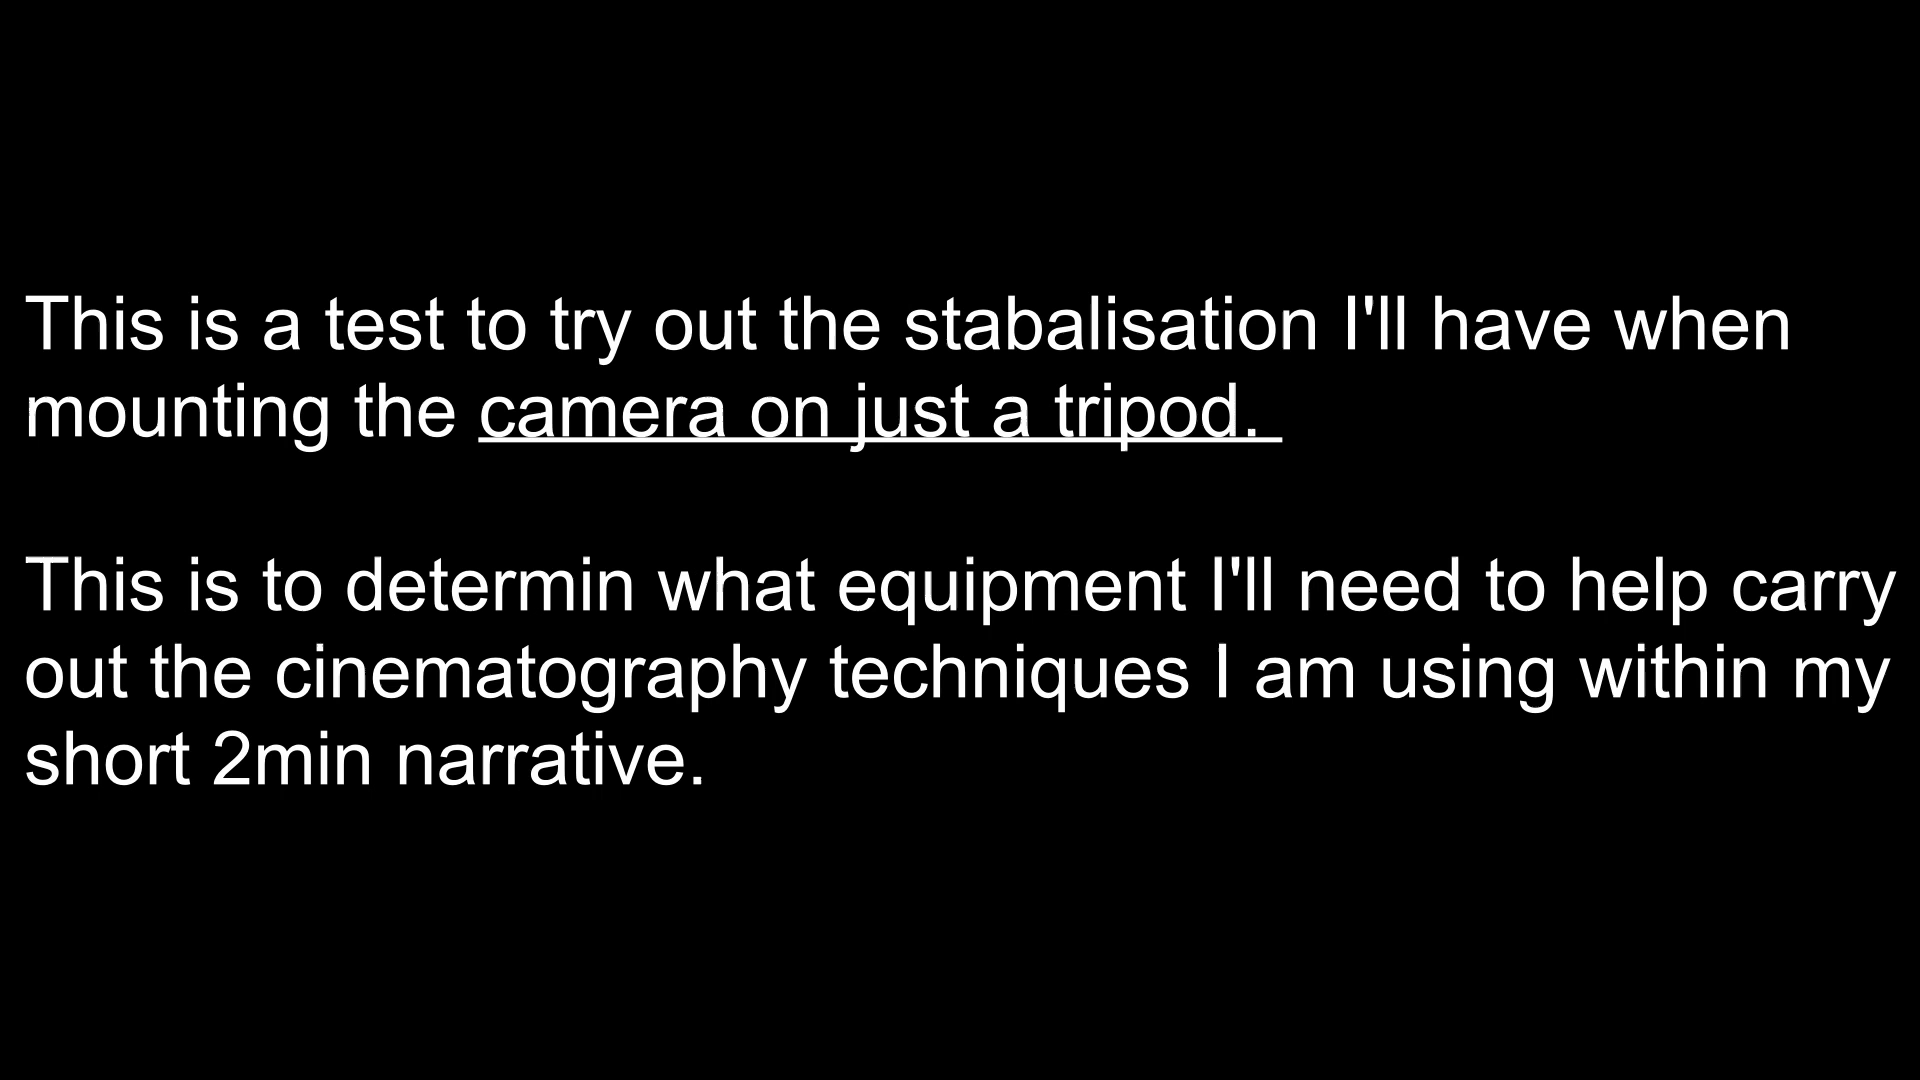 This is a test to try out the stabalisation I'll have when
mounting the camera on just a tripod.
This is to determin what equipment I'll need to help carry
out the cinematography techniques I am using within my
short 2min narrative.